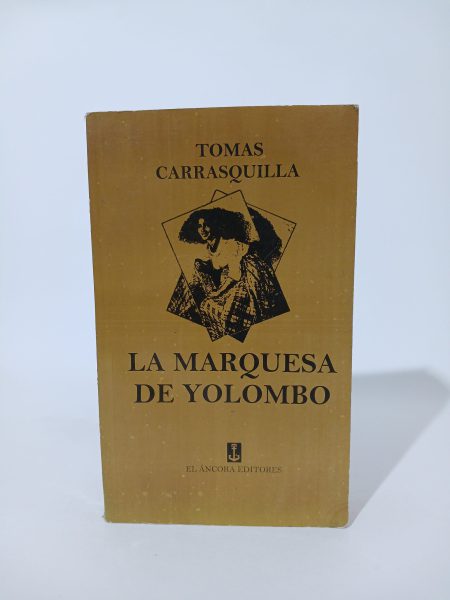 TOMAS
CARRASQUILLA
LA MARQUESA
DE YOLOMBO
EL ÁNCORA EDITORES